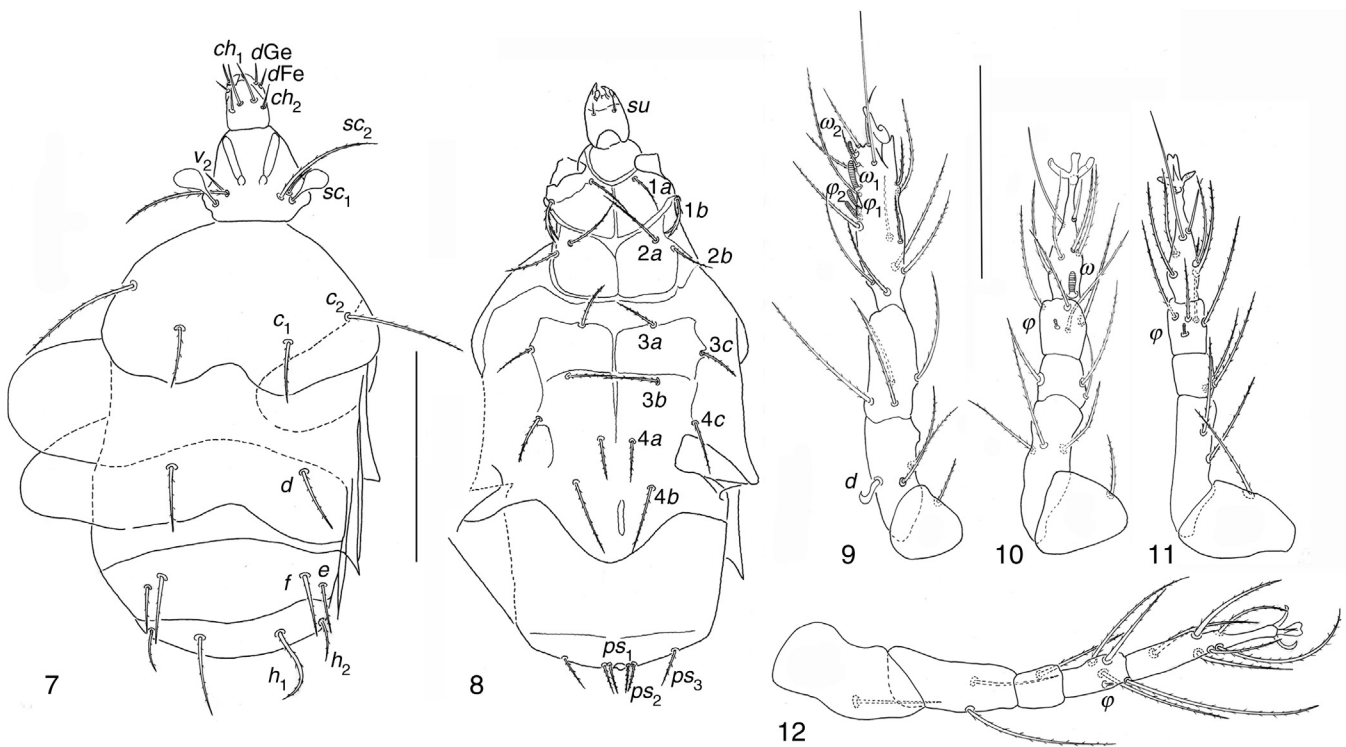 ch₁ dGe
dFe
ch₂
sc₂
v₂
sc₁
c₂
c₁
d
e
f
h₂
h₁
7
su
1a
1b
2a
2b
3a
3c
3b
4a
4c
4b
ps₁
ps₃
ps₂
8
ω₂
ω₁
φ₂
φ₁
d
9
ω
φ
10
φ
11
φ
12